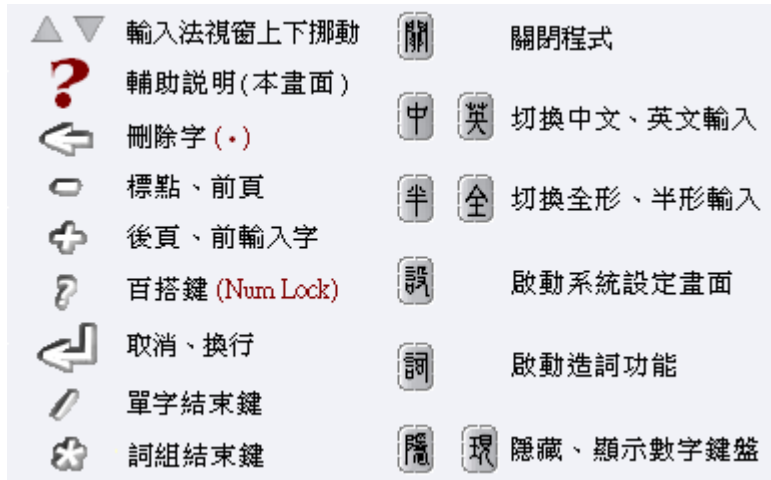 輸入法視窗上下挪動
? 輔助説明(本畫面)
刪除字(·)
標點、前頁
後頁、前輸入字
? 百搭鍵(Num Lock)
取消、換行
單字結束鍵
詞組結束鍵
關 關閉程式
中 英 切換中文、英文輸入
半 全 切換全形、半形輸入
設 啟動系統設定畫面
詞 啟動造詞功能
隱 現 隱藏、顯示數字鍵盤